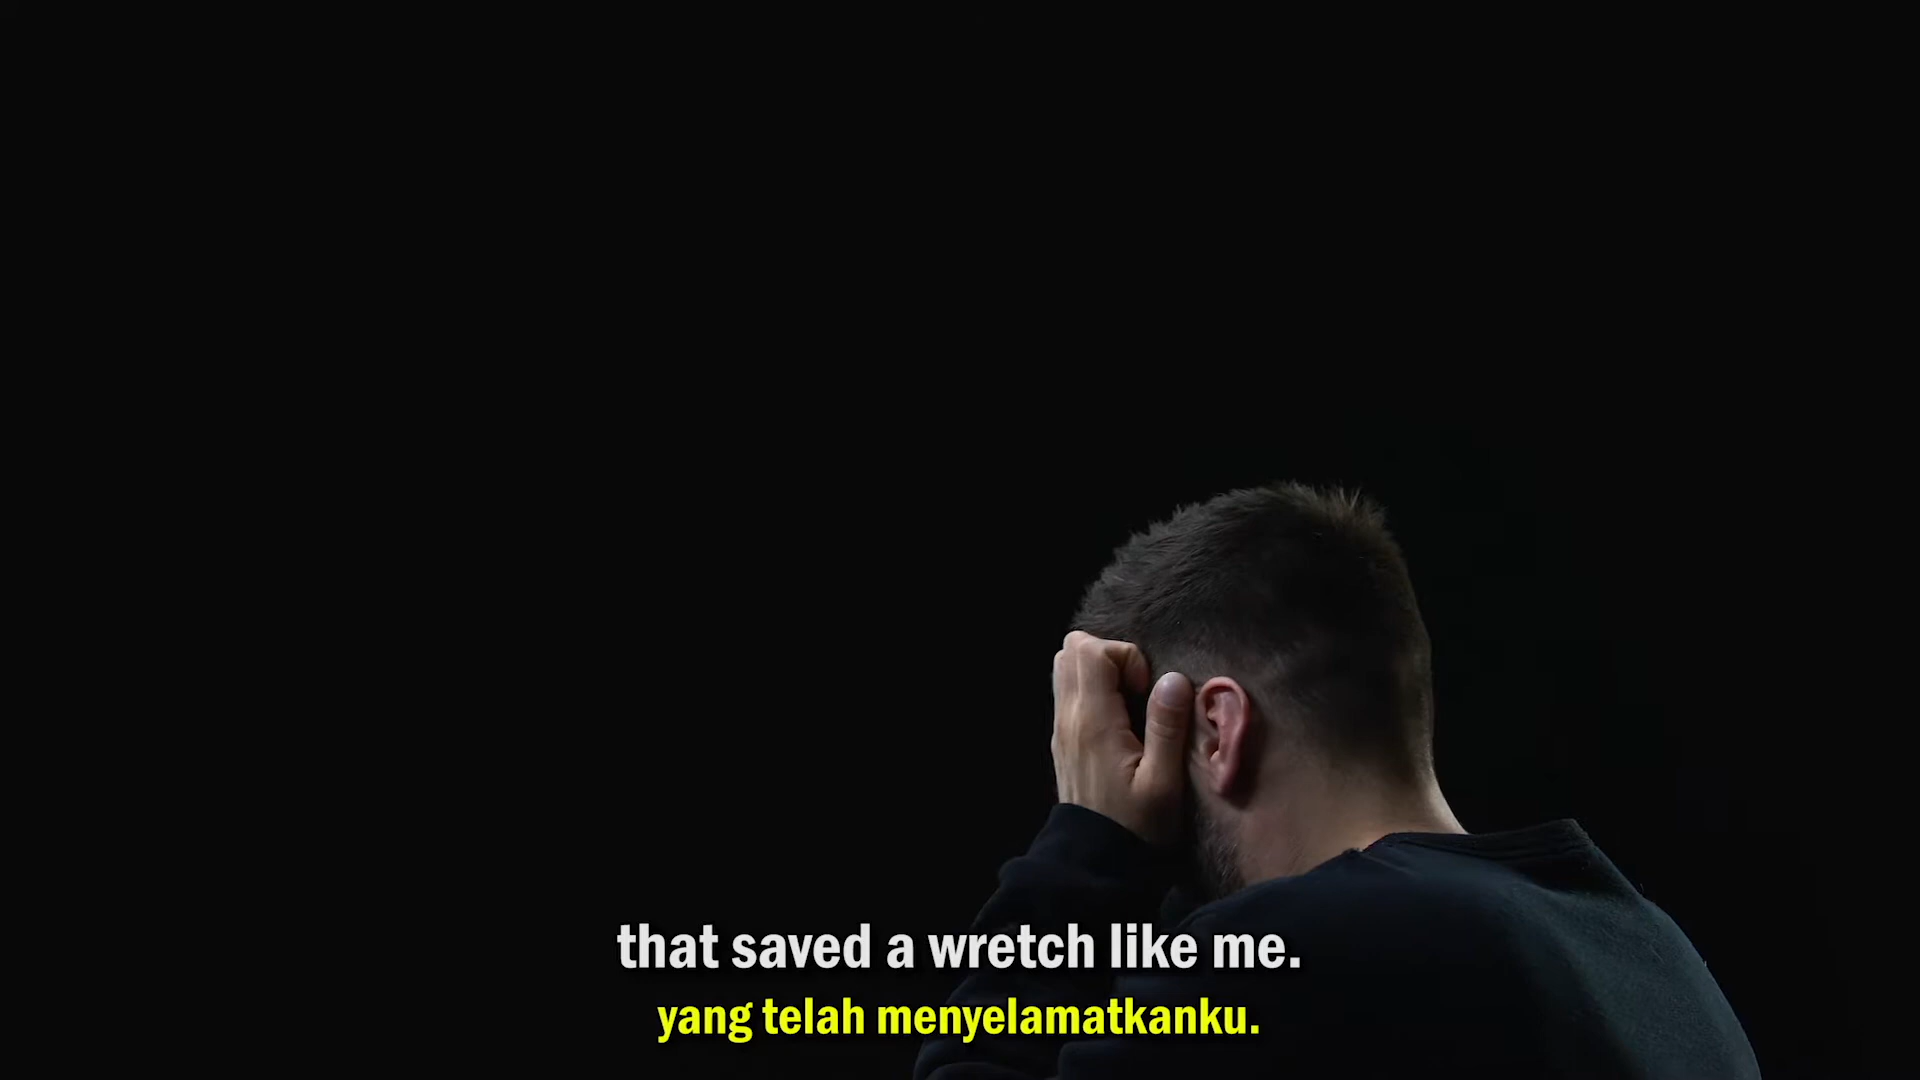 that saved a wretch like me.
yang telah menyelamatkanku.